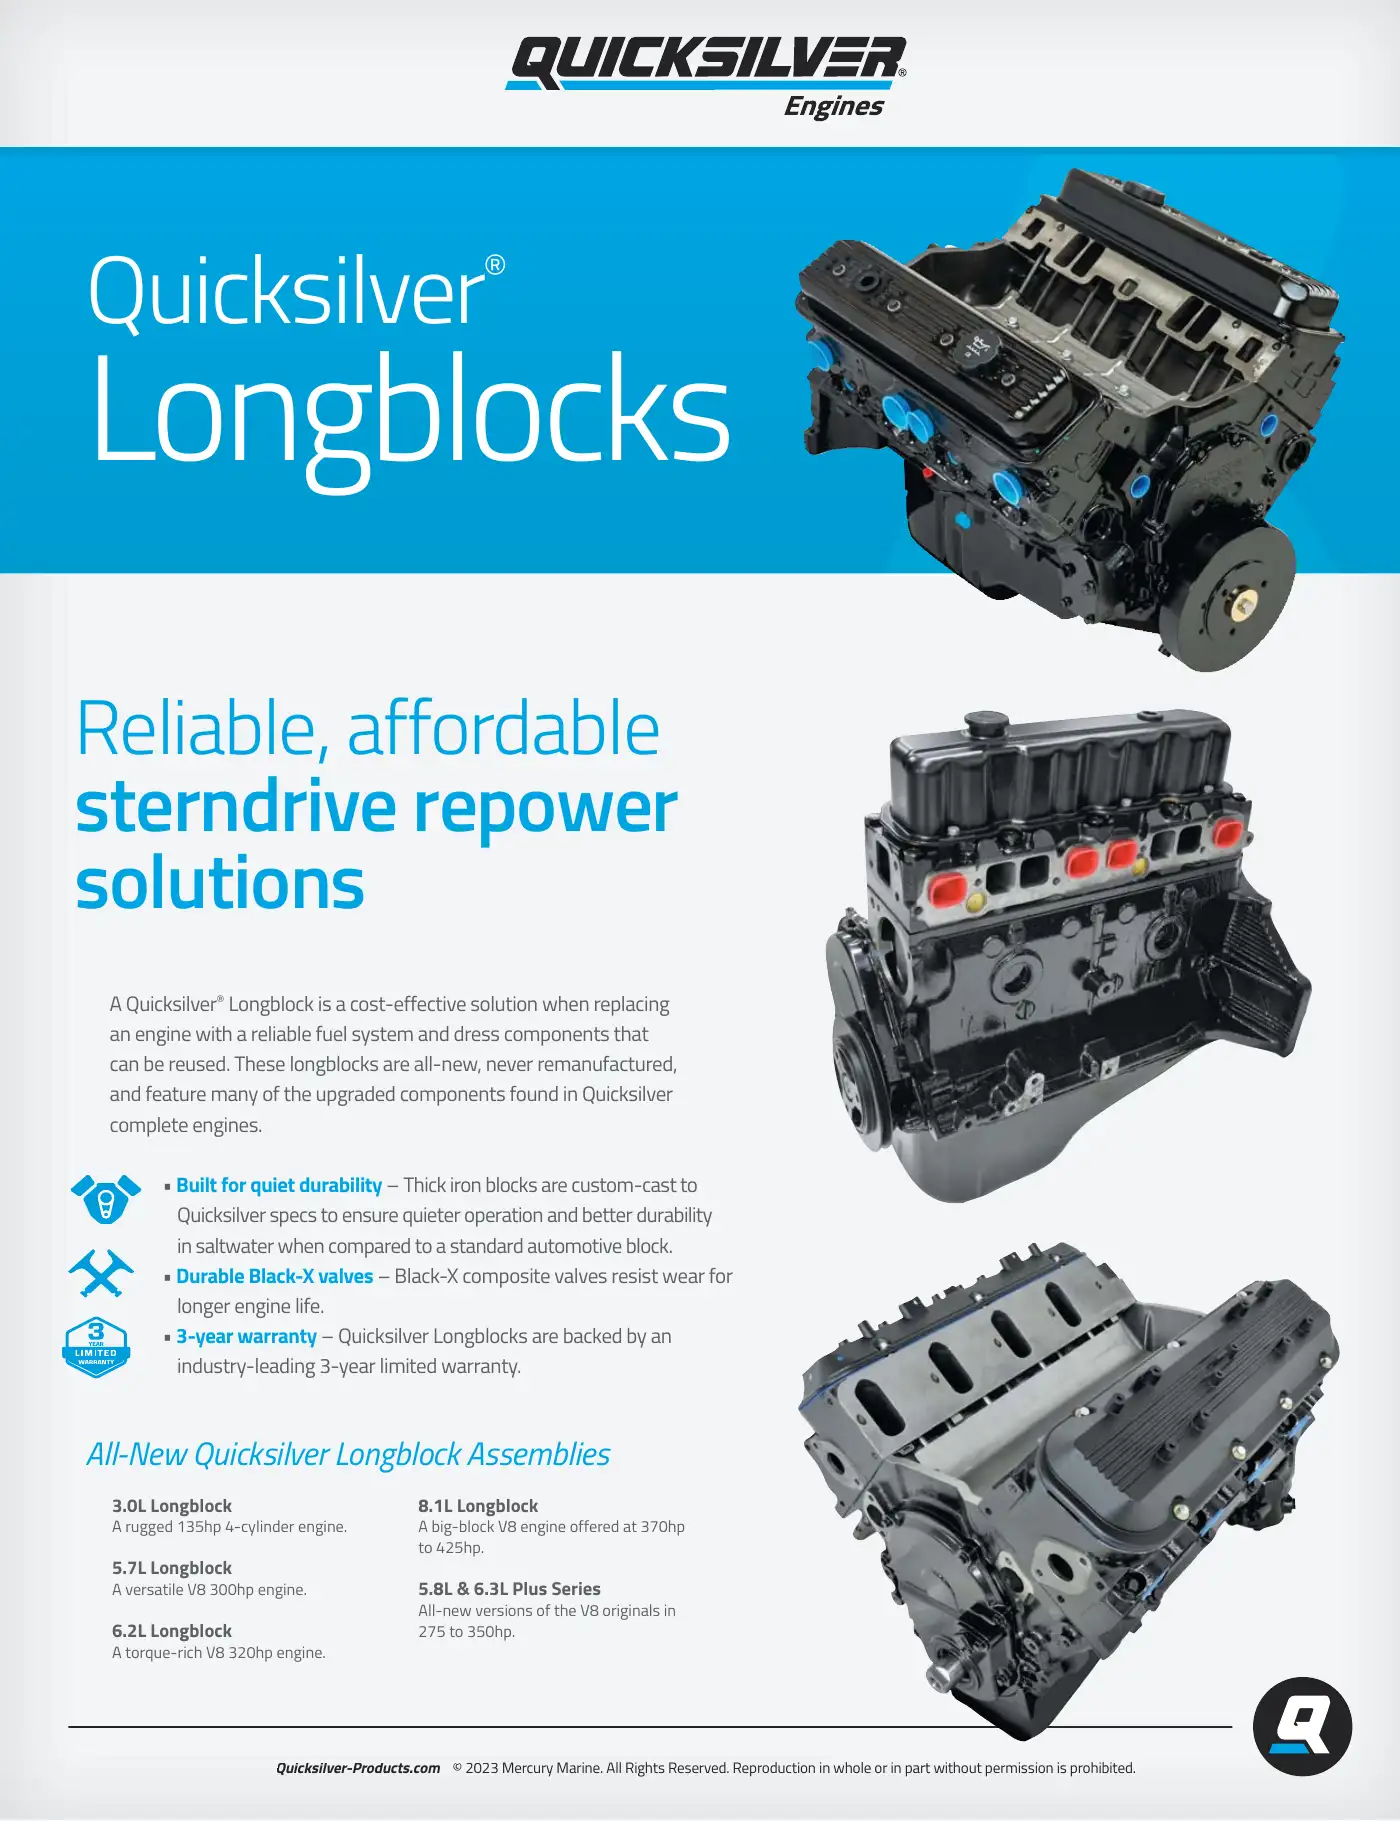 QUICKSILVER®
Engines
Quicksilver®
Longblocks
Reliable, affordable
sterndrive repower
solutions
A Quicksilver® Longblock is a cost-effective solution when replacing
an engine with a reliable fuel system and dress components that
can be reused. These longblocks are all-new, never remanufactured,
and feature many of the upgraded components found in Quicksilver
complete engines.
▪ Built for quiet durability – Thick iron blocks are custom-cast to
Quicksilver specs to ensure quieter operation and better durability
in saltwater when compared to a standard automotive block.
▪ Durable Black-X valves – Black-X composite valves resist wear for
longer engine life.
3
YEAR
LIMITED
WARRANTY
▪ 3-year warranty – Quicksilver Longblocks are backed by an
industry-leading 3-year limited warranty.
All-New Quicksilver Longblock Assemblies
3.0L Longblock
A rugged 135hp 4-cylinder engine.
5.7L Longblock
A versatile V8 300hp engine.
6.2L Longblock
A torque-rich V8 320hp engine.
8.1L Longblock
A big-block V8 engine offered at 370hp
to 425hp.
5.8L & 6.3L Plus Series
All-new versions of the V8 originals in
275 to 350hp.
Q
Quicksilver-Products.com © 2023 Mercury Marine. All Rights Reserved. Reproduction in whole or in part without permission is prohibited.